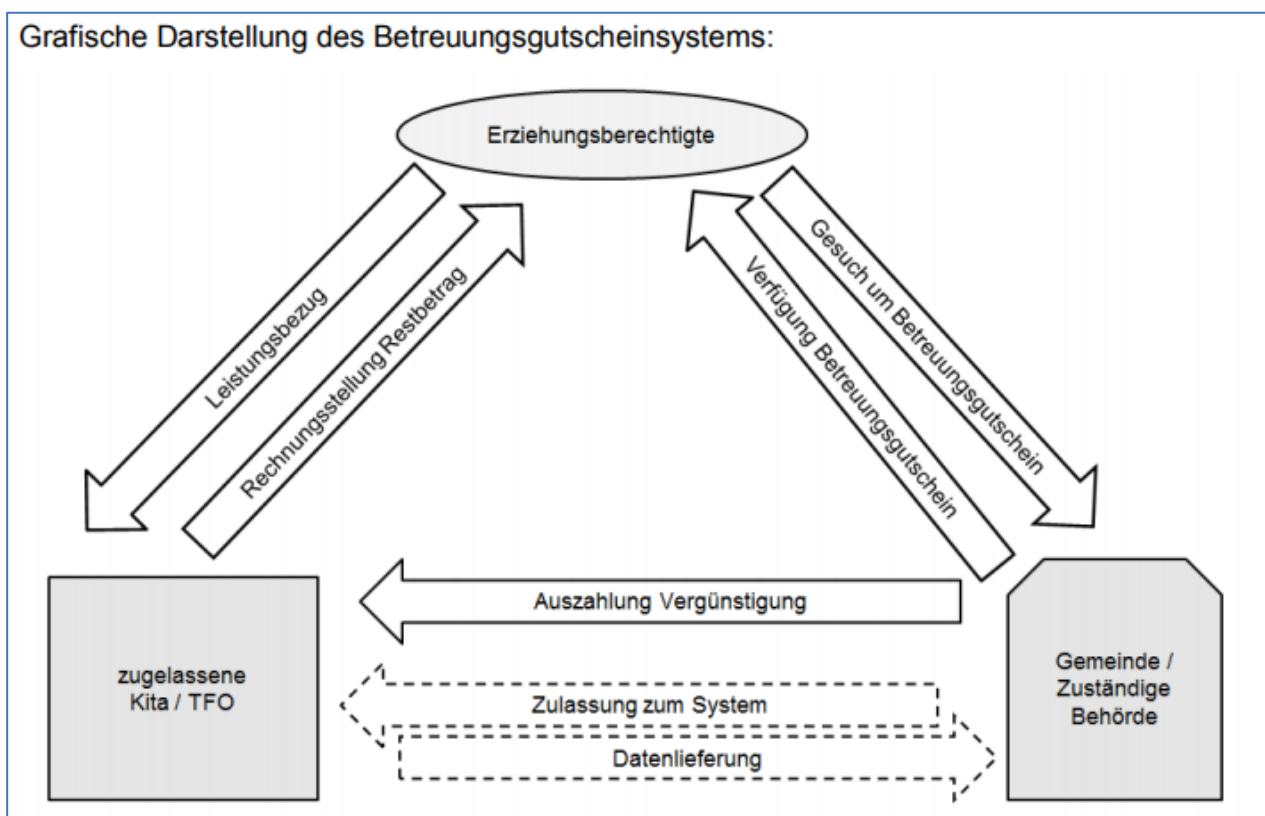 Grafische Darstellung des Betreuungsgutscheinsystems:
Erziehungsberechtigte
Leistungsbezug
Rechnungsstellung Restbetrag
Verfügung Betreuungsgutschein
Gesuch um Betreuungsgutschein
Auszahlung Vergünstigung
zugelassene
Kita / TFO
Zulassung zum System
Datenlieferung
Gemeinde /
Zuständige
Behörde